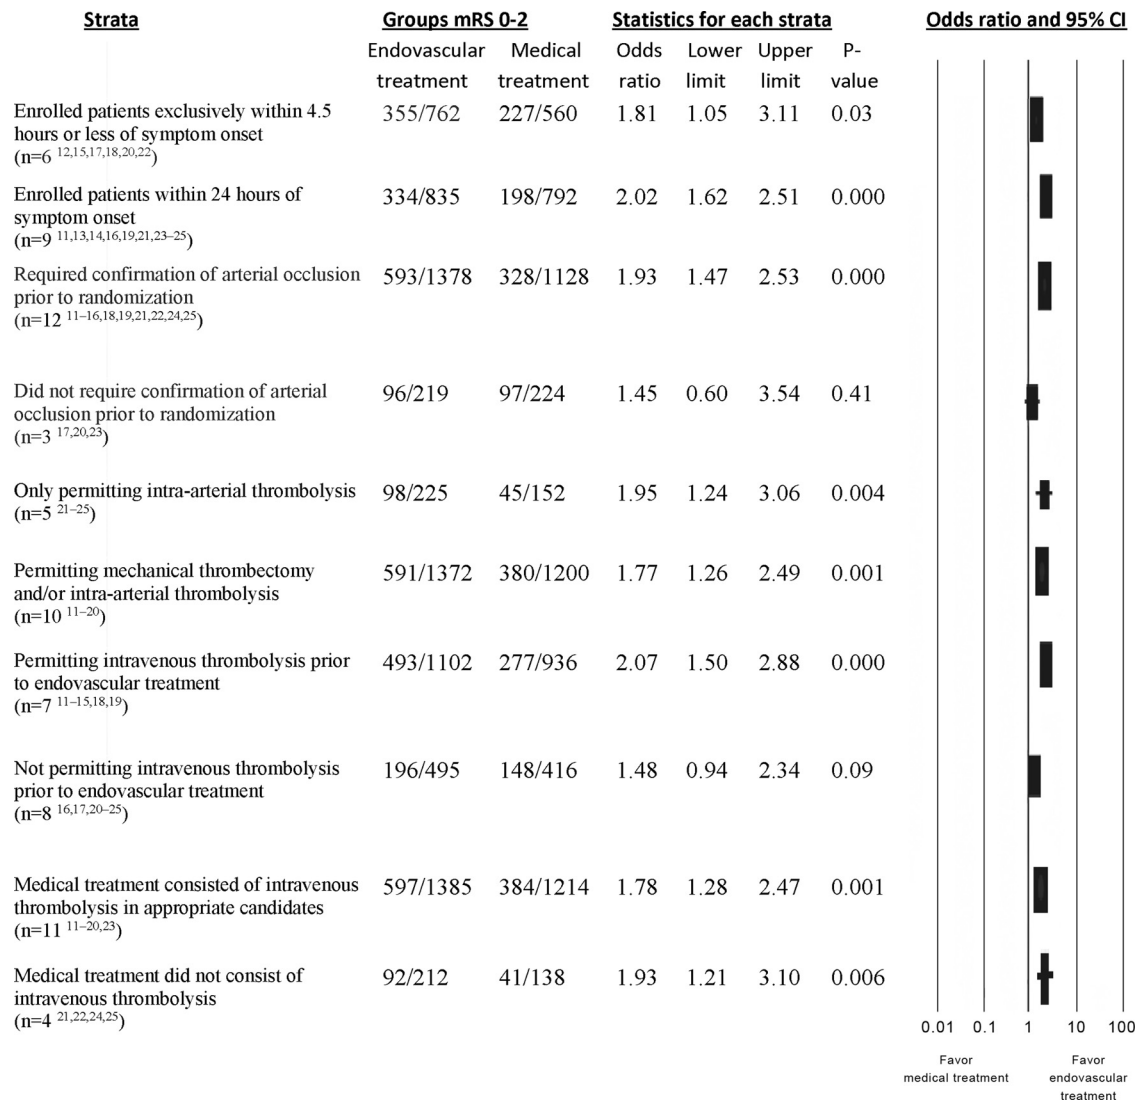 Strata Groups mRS 0-2 Statistics for each strata Odds ratio and 95% CI
Endovascular Medical Odds Lower Upper P-
treatment treatment ratio limit limit value
Enrolled patients exclusively within 4.5 355/762 227/560 1.81 1.05 3.11 0.03
hours or less of symptom onset
(n=6 12,15,17,18,20,22)
Enrolled patients within 24 hours of 334/835 198/792 2.02 1.62 2.51 0.000
symptom onset
(n=9 11,13,14,16,19,21,23–25)
Required confirmation of arterial occlusion 593/1378 328/1128 1.93 1.47 2.53 0.000
prior to randomization
(n=12 11–16,18,19,21,22,24,25)
Did not require confirmation of arterial 96/219 97/224 1.45 0.60 3.54 0.41
occlusion prior to randomization
(n=3 17,20,23)
Only permitting intra-arterial thrombolysis 98/225 45/152 1.95 1.24 3.06 0.004
(n=5 21–25)
Permitting mechanical thrombectomy 591/1372 380/1200 1.77 1.26 2.49 0.001
and/or intra-arterial thrombolysis
(n=10 11–20)
Permitting intravenous thrombolysis prior 493/1102 277/936 2.07 1.50 2.88 0.000
to endovascular treatment
(n=7 11–15,18,19)
Not permitting intravenous thrombolysis 196/495 148/416 1.48 0.94 2.34 0.09
prior to endovascular treatment
(n=8 16,17,20–25)
Medical treatment consisted of intravenous 597/1385 384/1214 1.78 1.28 2.47 0.001
thrombolysis in appropriate candidates
(n=11 11–20,23)
Medical treatment did not consist of 92/212 41/138 1.93 1.21 3.10 0.006
intravenous thrombolysis
(n=4 21,22,24,25)
0.01 0.1 1 10 100
Favor Favor
medical treatment endovascular
treatment